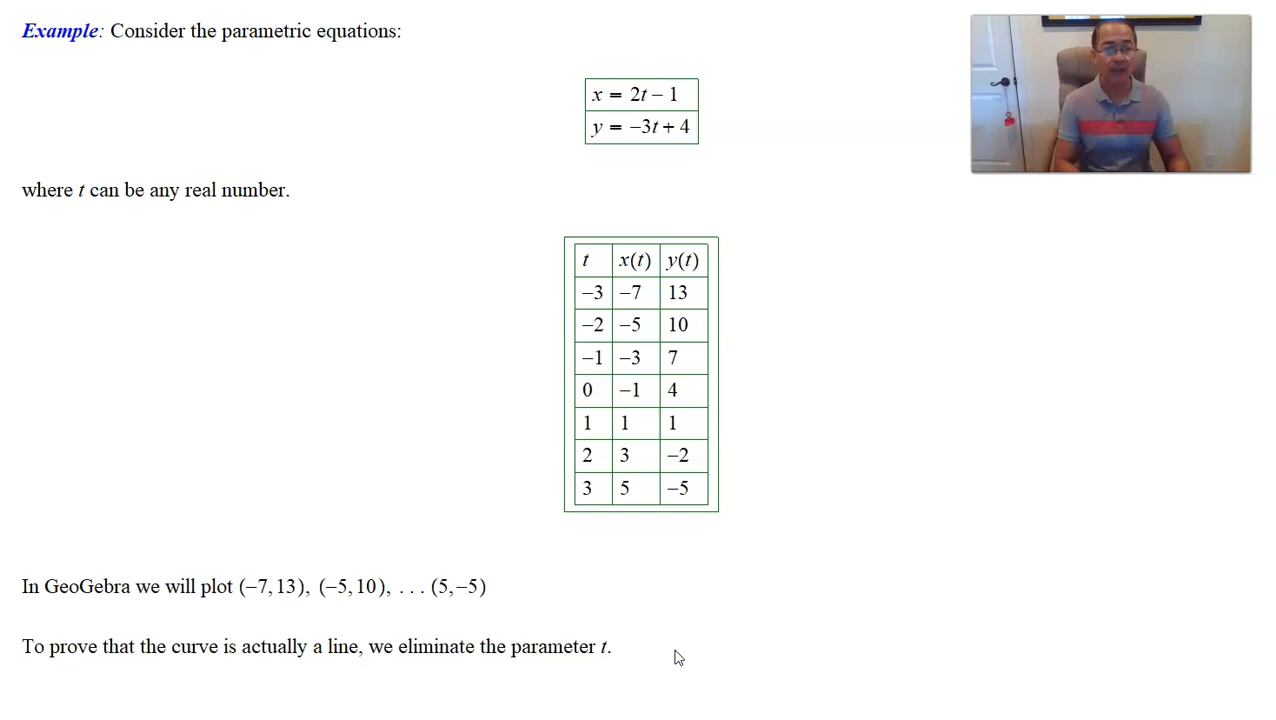 Example: Consider the parametric equations:
x = 2t − 1
y = −3t + 4
where t can be any real number.
t x(t) y(t)
−3 −7 13
−2 −5 10
−1 −3 7
0 −1 4
1 1 1
2 3 −2
3 5 −5
In GeoGebra we will plot (−7, 13), (−5, 10), . . . (5, −5)
To prove that the curve is actually a line, we eliminate the parameter t.